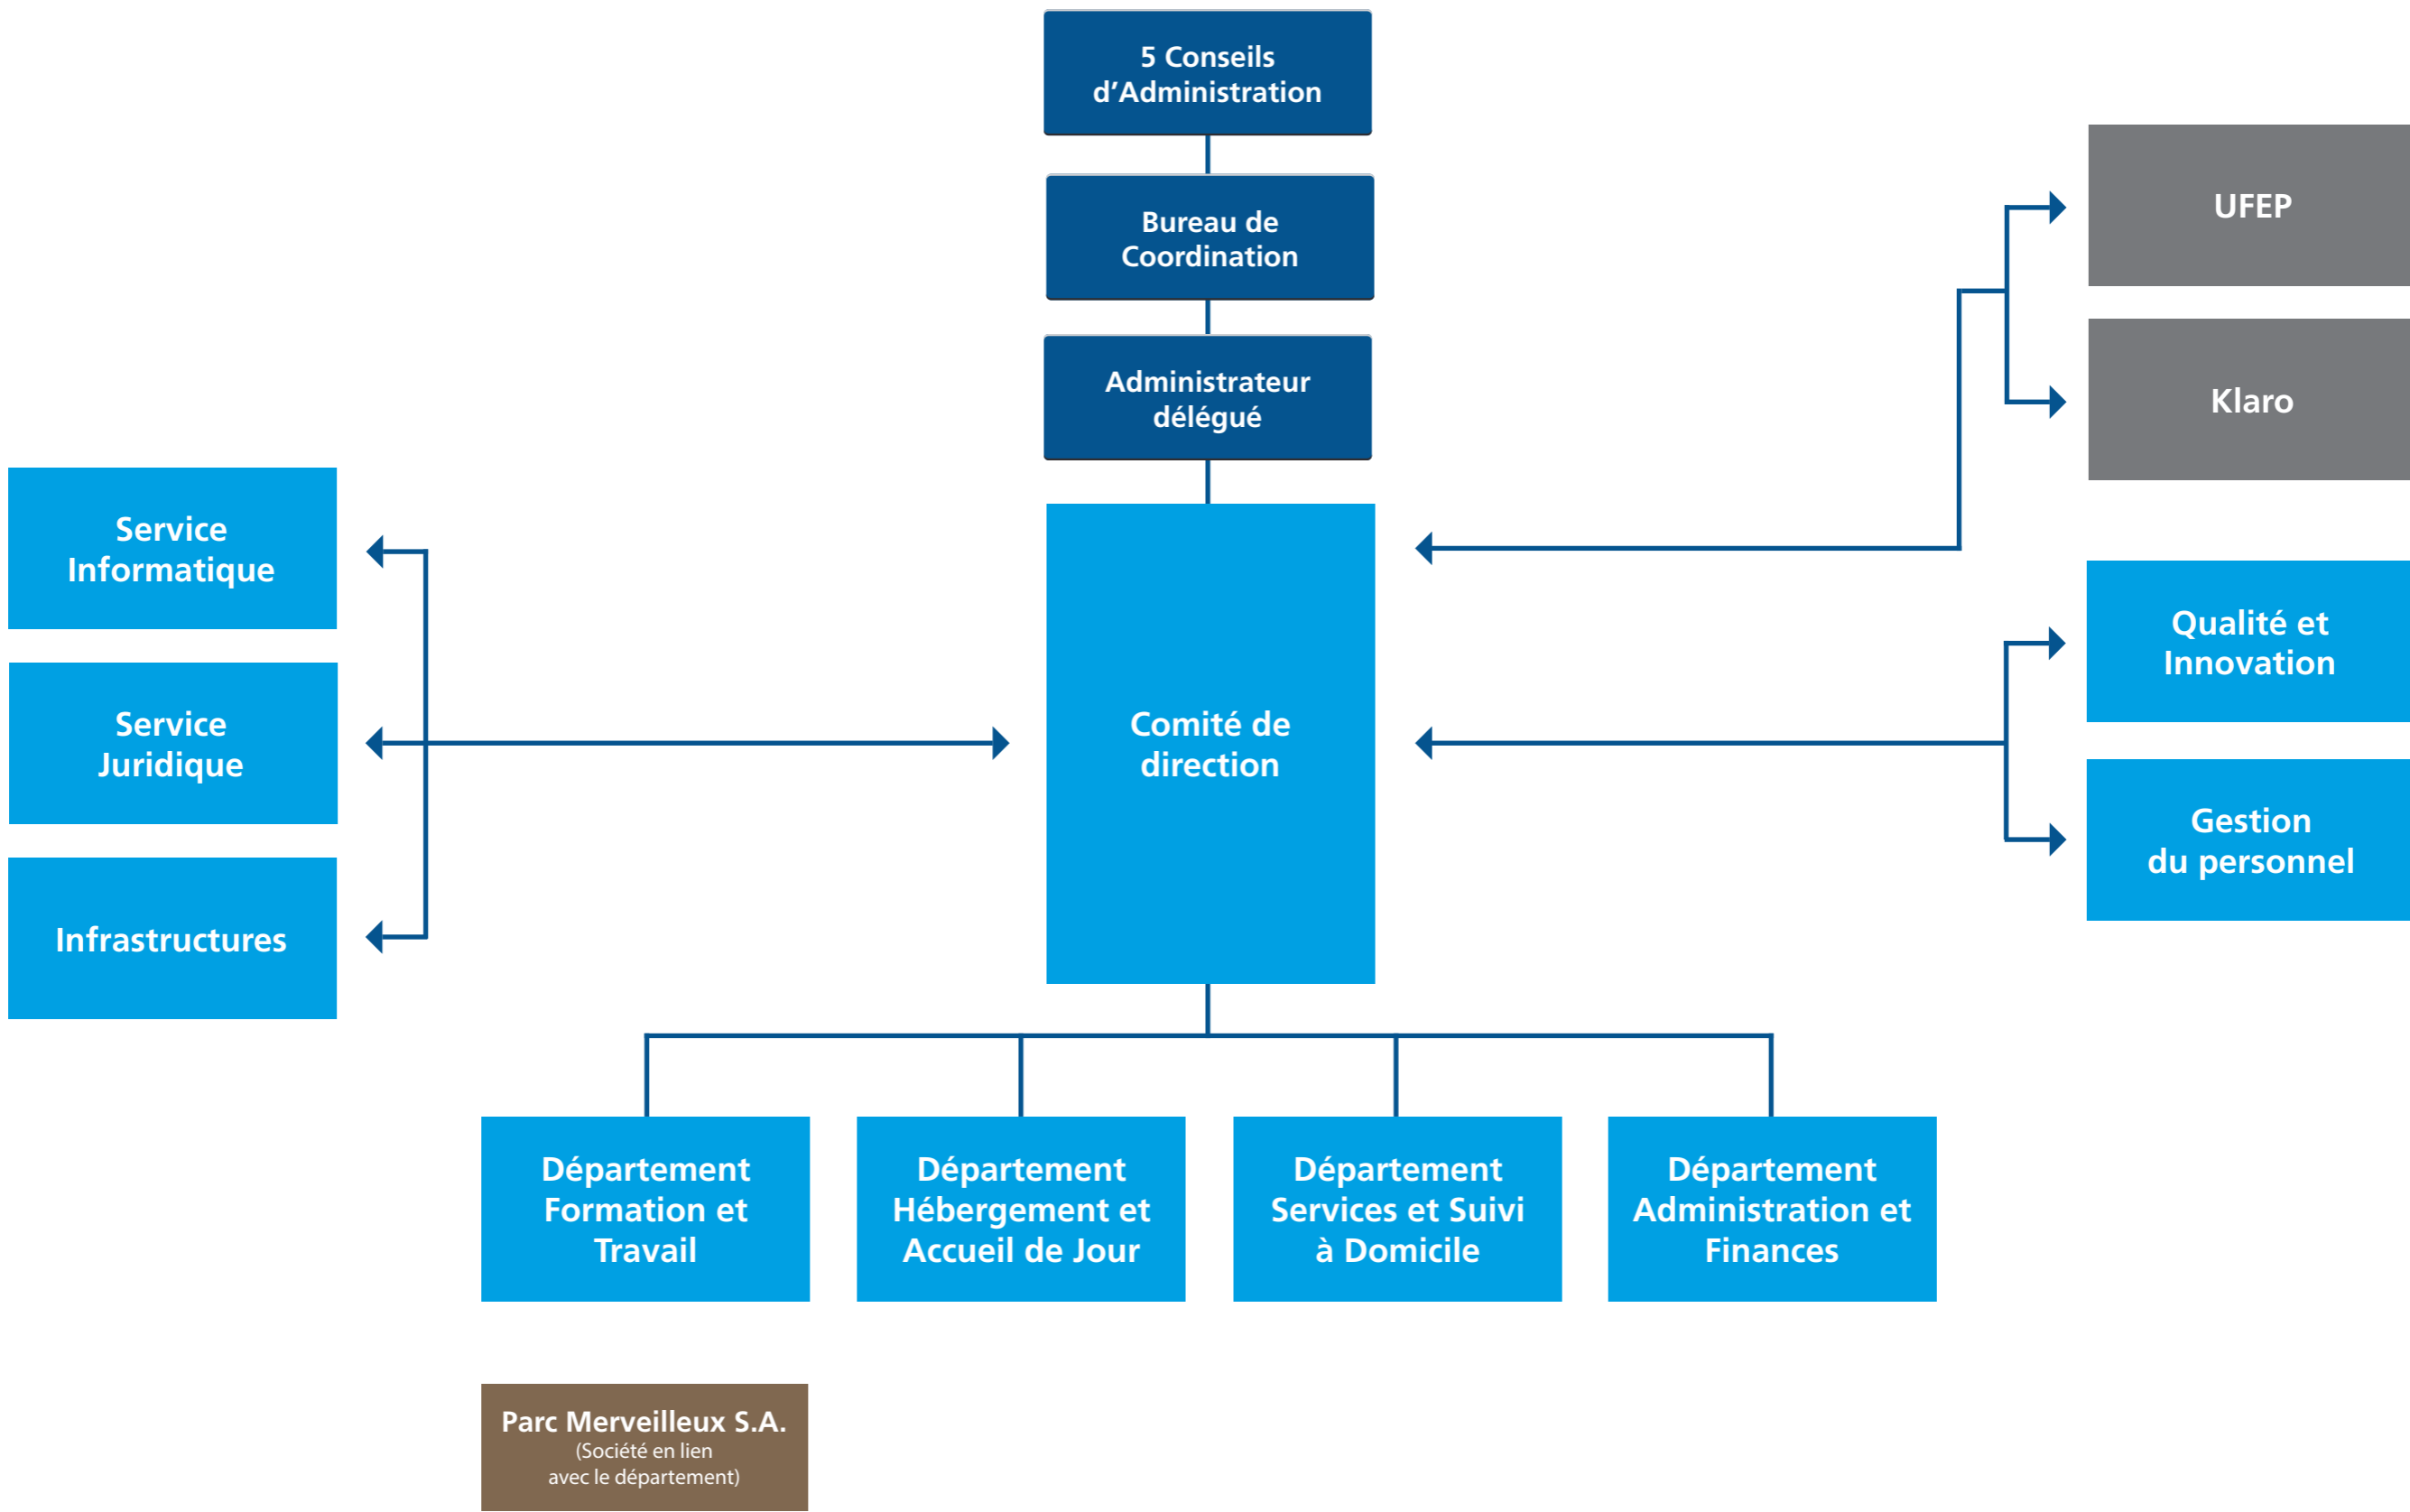 5 Conseils
d’Administration
Bureau de
Coordination
Administrateur
délégué
UFEP
Klaro
Service
Informatique
Service
Juridique
Infrastructures
Comité de
direction
Qualité et
Innovation
Gestion
du personnel
Département
Formation et
Travail
Département
Hébergement et
Accueil de Jour
Département
Services et Suivi
à Domicile
Département
Administration et
Finances
Parc Merveilleux S.A.
(Société en lien
avec le département)